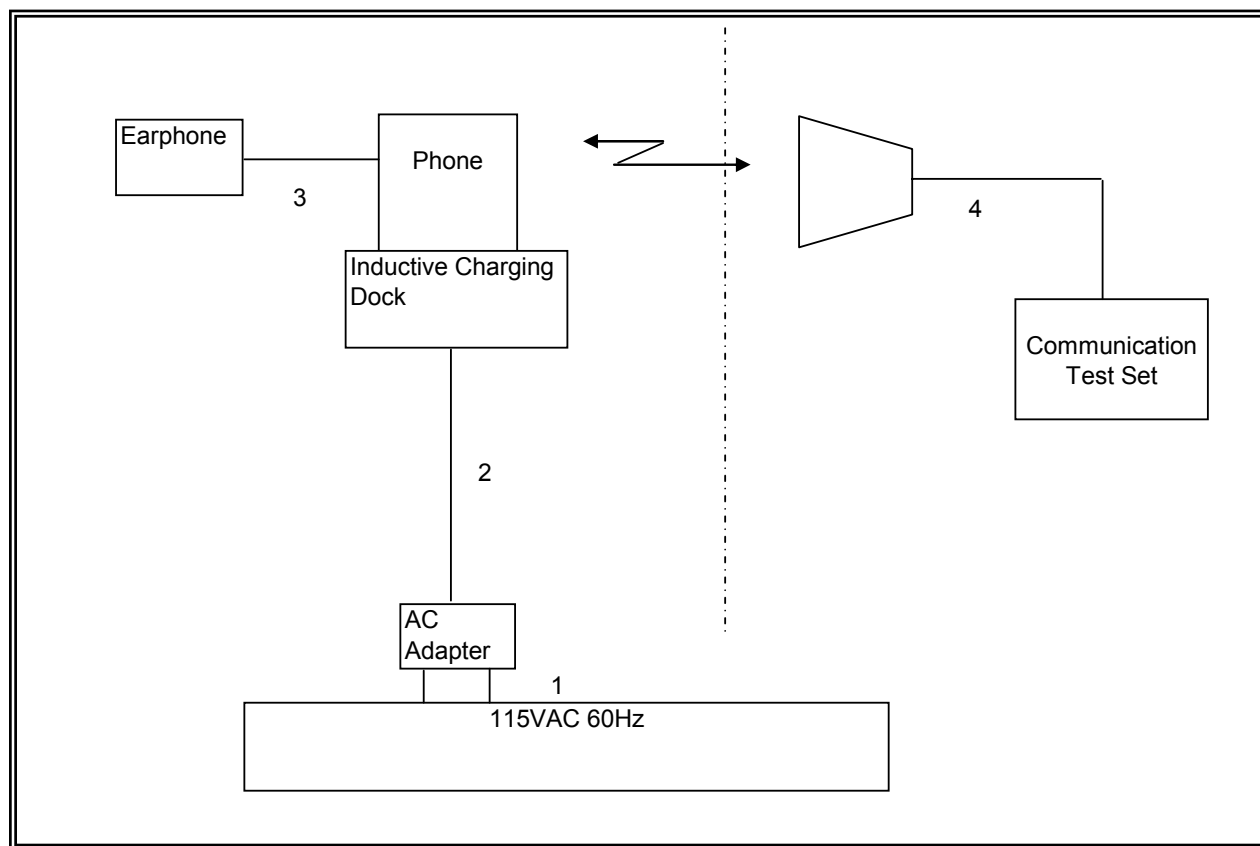 Earphone
Phone
3
4
Inductive Charging
Dock
Communication
Test Set
2
AC
Adapter
1
115VAC 60Hz